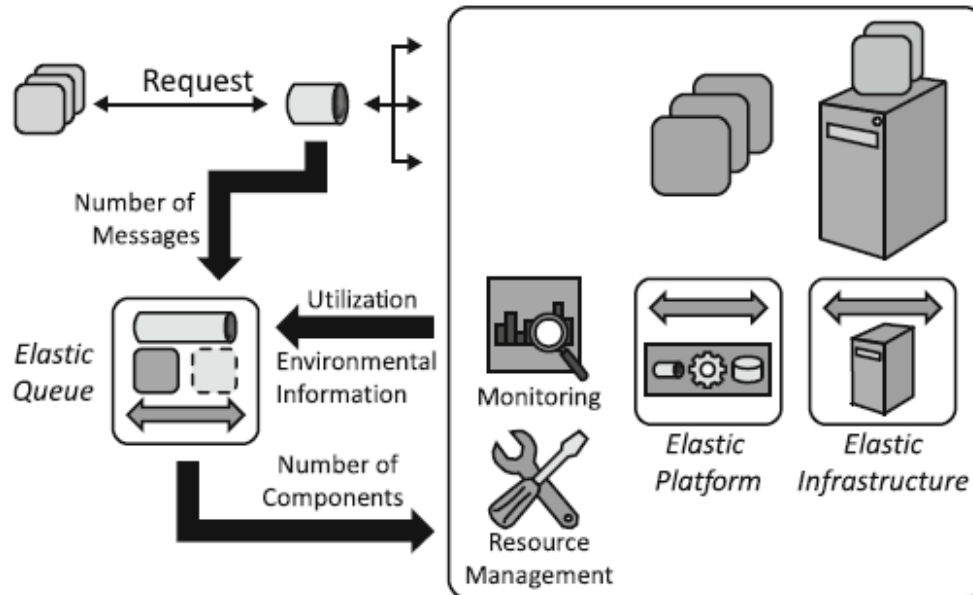 Request
Number of
Messages
Elastic
Queue
Utilization
Environmental
Information
Number of
Components
Monitoring
Resource
Management
Elastic
Platform
Elastic
Infrastructure